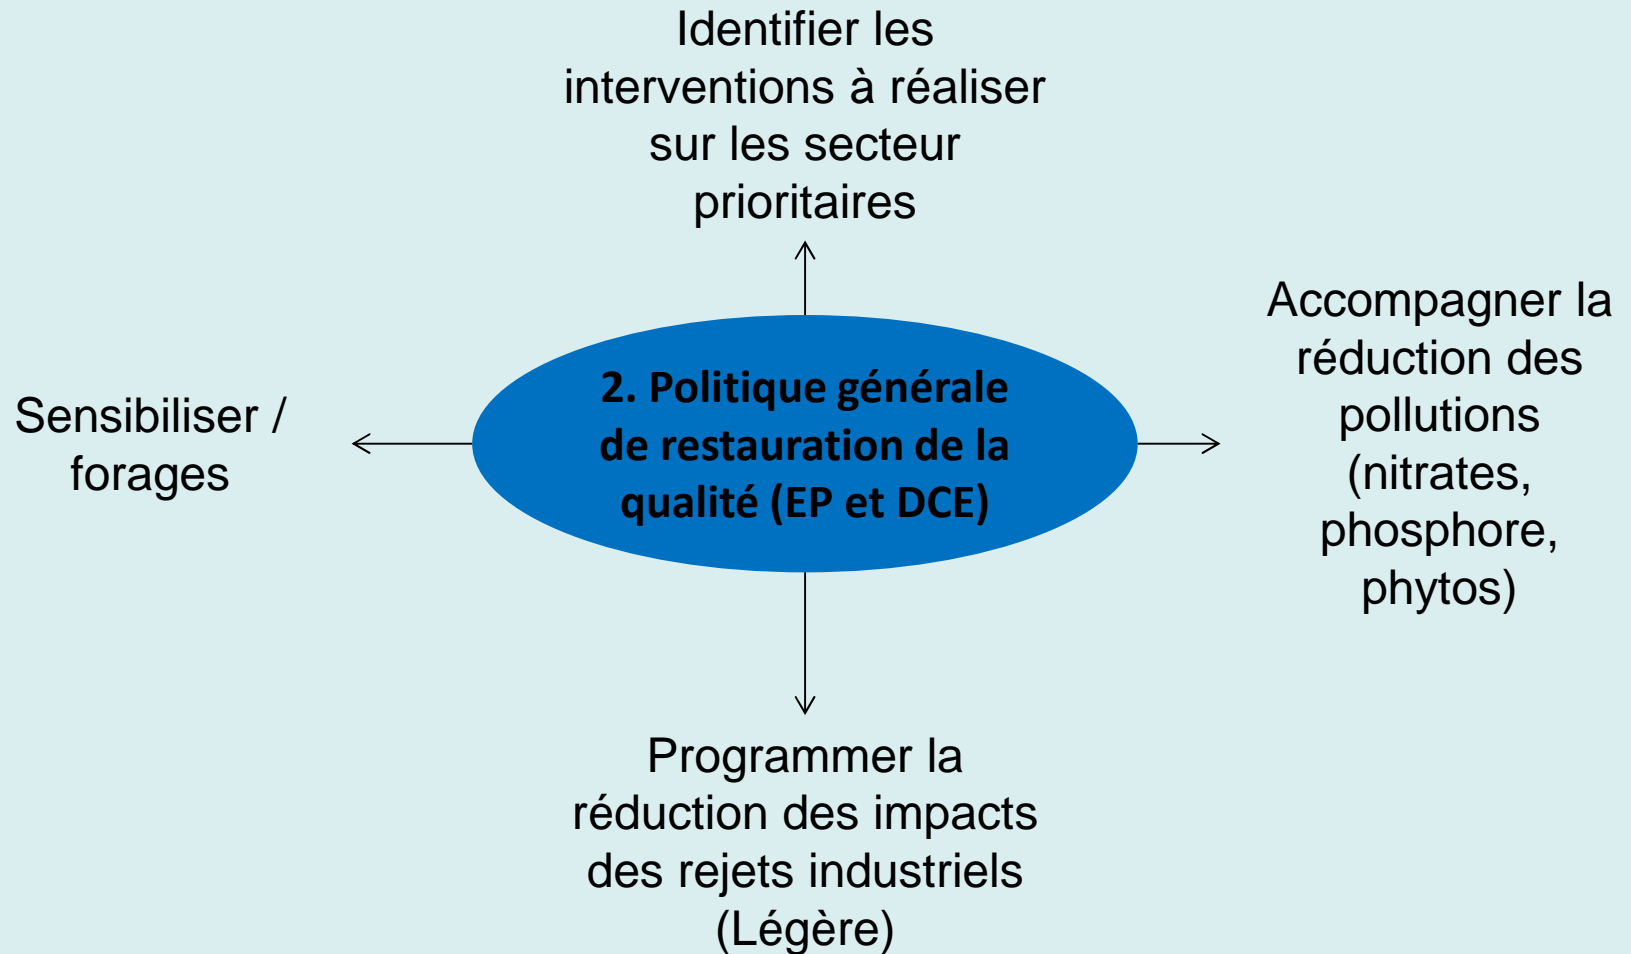 Identifier les
interventions à réaliser
sur les secteur
prioritaires
Accompagner la
réduction des
pollutions
(nitrates,
phosphore,
phytos)
2. Politique générale
de restauration de la
qualité (EP et DCE)
Sensibiliser /
forages
Programmer la
réduction des impacts
des rejets industriels
(Légère)